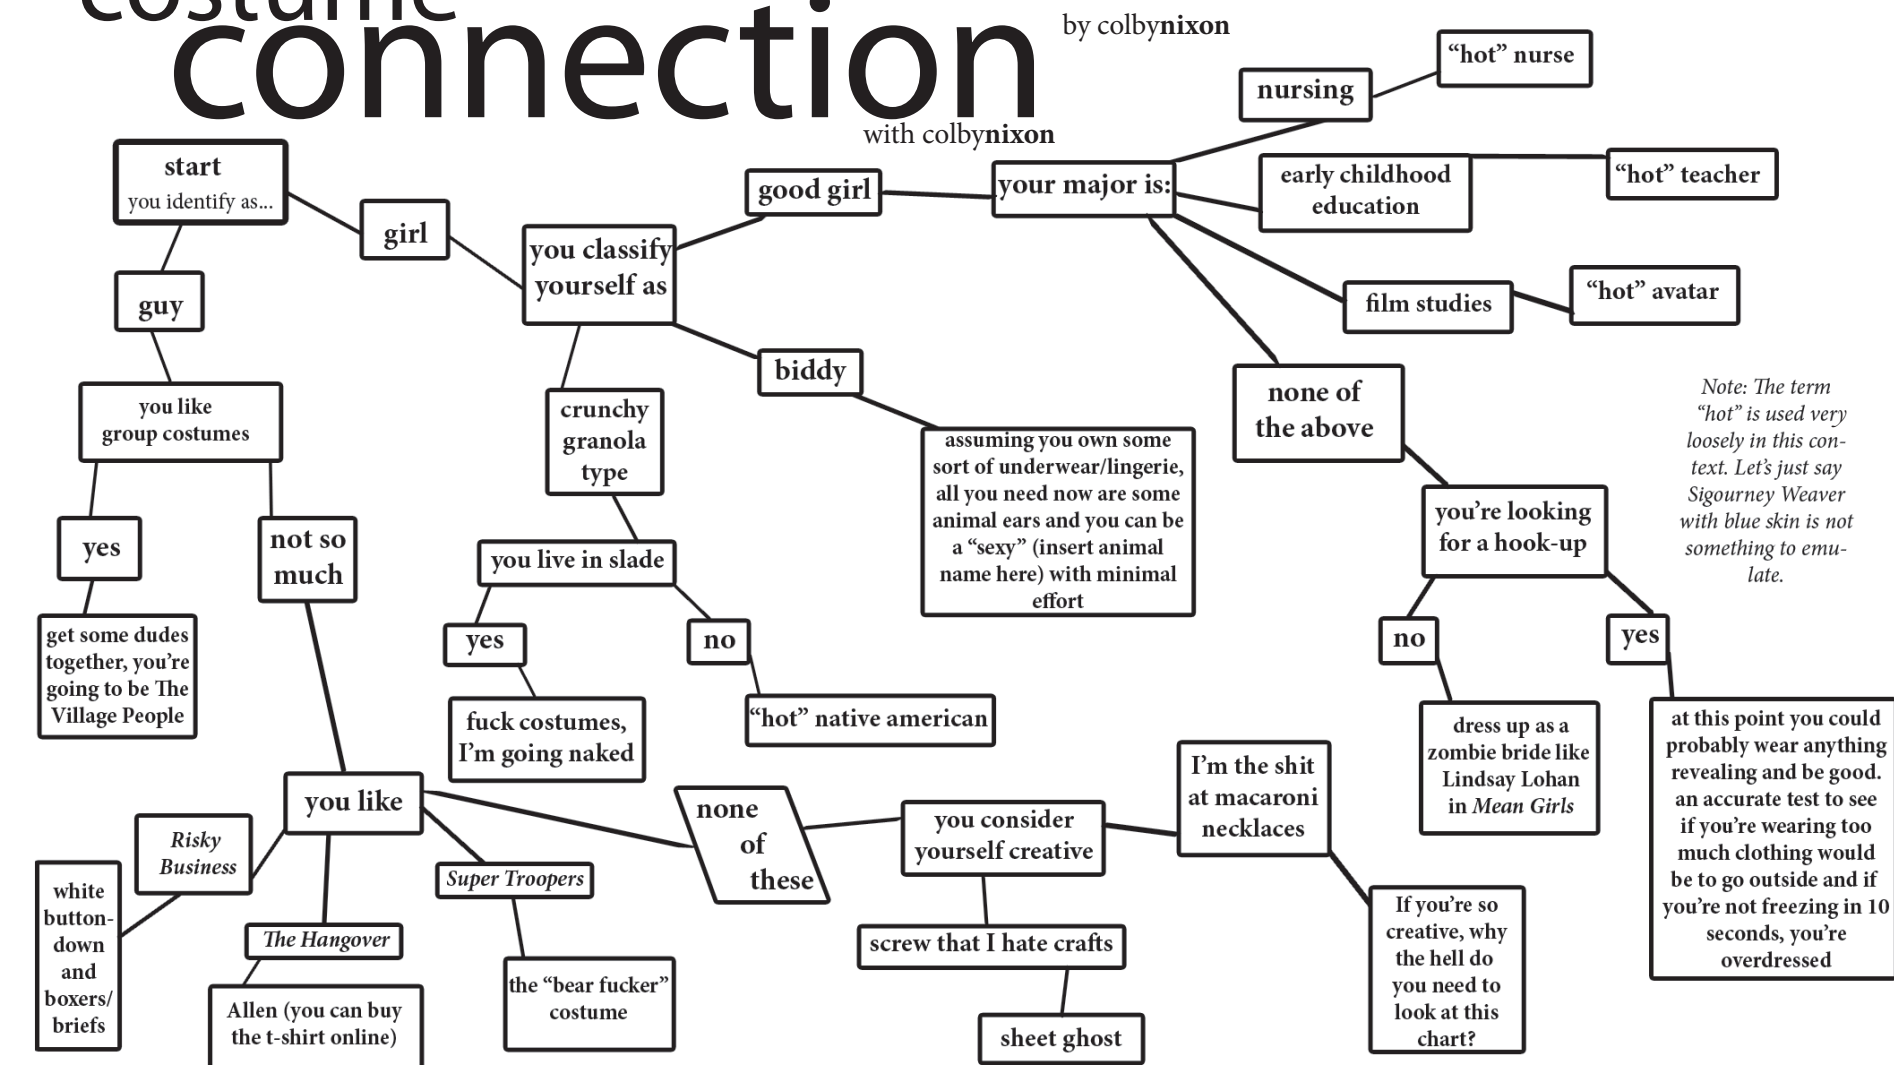 costume
connection
by colbynixon
with colbynixon
start
you identify as...
girl
guy
you like
group costumes
yes
not so
much
get some dudes
together, you're
going to be The
Village People
you classify
yourself as
good girl
your major is:
nursing
"hot" nurse
early childhood
education
"hot" teacher
film studies
"hot" avatar
none of
the above
Note: The term
"hot" is used very
loosely in this con-
text. Let's just say
Sigourney Weaver
with blue skin is not
something to emu-
late.
you're looking
for a hook-up
no
yes
dress up as a
zombie bride like
Lindsay Lohan
in Mean Girls
at this point you could
probably wear anything
revealing and be good.
an accurate test to see
if you're wearing too
much clothing would
be to go outside and if
you're not freezing in 10
seconds, you're
overdressed
biddy
assuming you own some
sort of underwear/lingerie,
all you need now are some
animal ears and you can be
a "sexy" (insert animal
name here) with minimal
effort
crunchy
granola
type
you live in slade
yes
no
fuck costumes,
I'm going naked
"hot" native american
you like
Risky
Business
white
button-
down
and
boxers/
briefs
The Hangover
Allen (you can buy
the t-shirt online)
Super Troopers
the "bear fucker"
costume
none
of
these
you consider
yourself creative
I'm the shit
at macaroni
necklaces
If you're so
creative, why
the hell do
you need to
look at this
chart?
screw that I hate crafts
sheet ghost